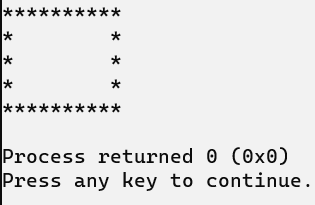 **********
*        *
*        *
*        *
**********
Process returned 0 (0x0)
Press any key to continue.